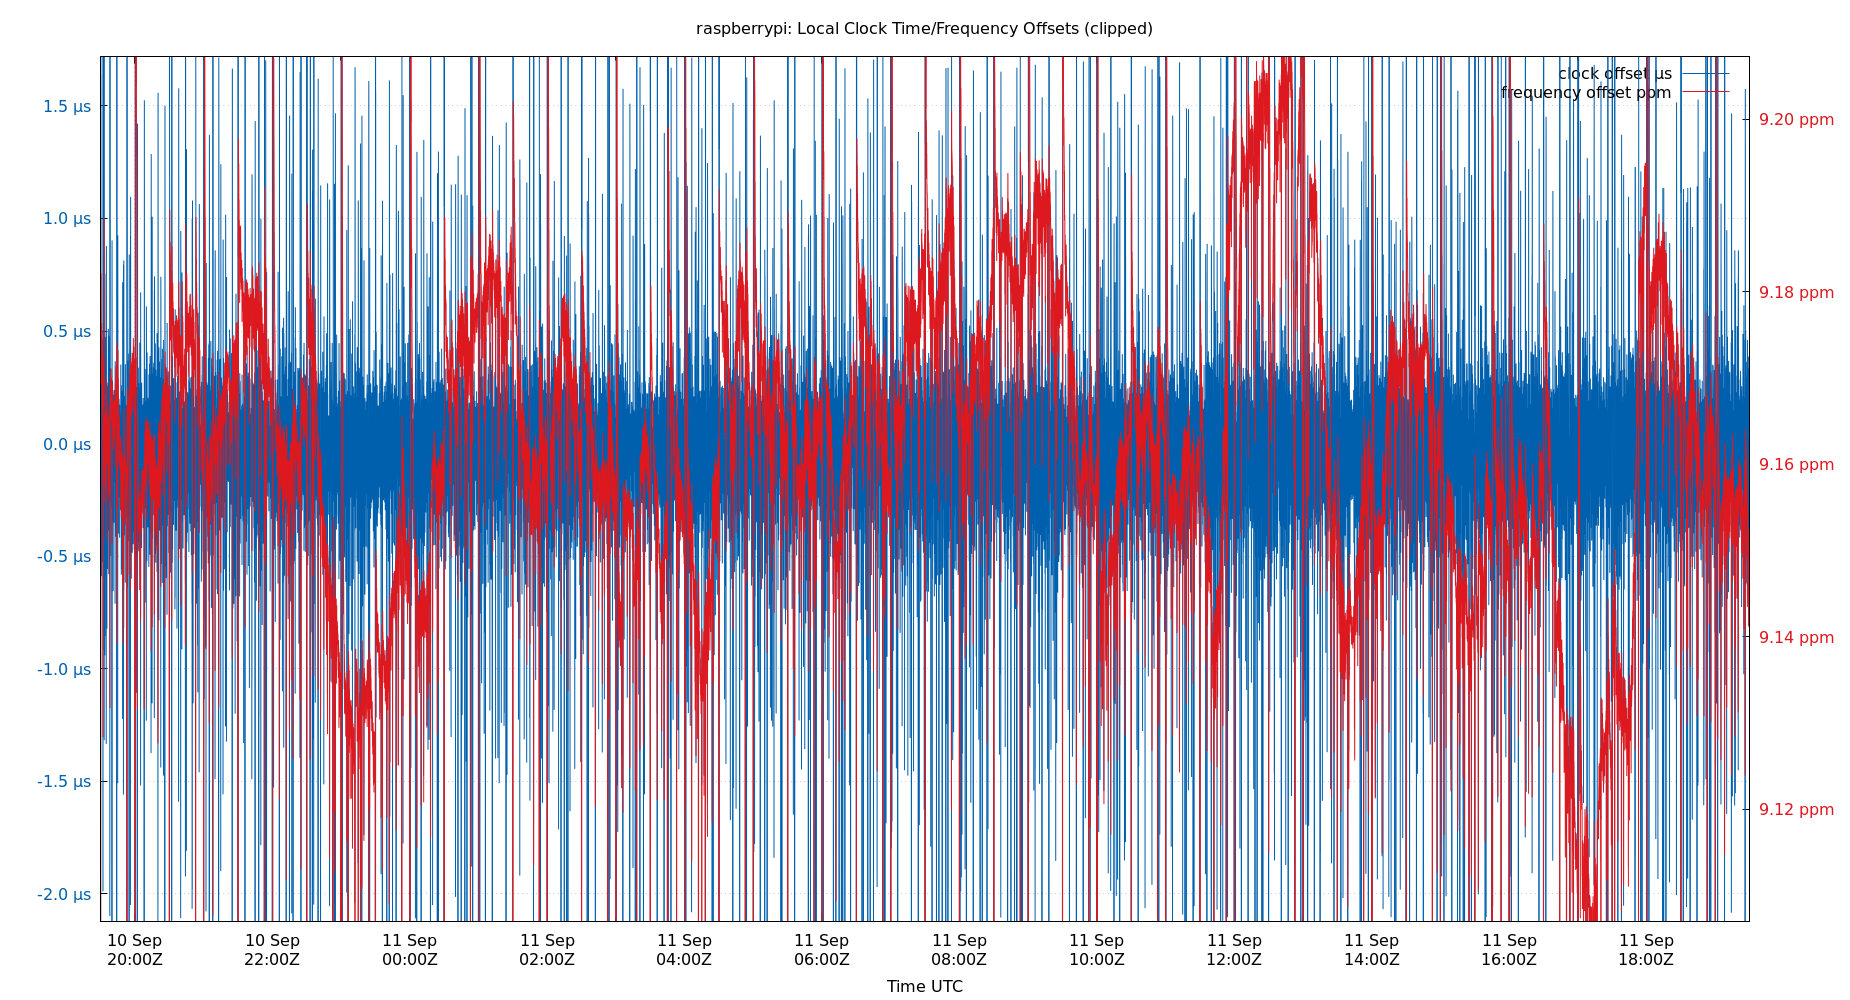 raspberrypi: Local Clock Time/Frequency Offsets (clipped)
clock offset µs
frequency offset ppm
1.5 µs
1.0 µs
0.5 µs
0.0 µs
-0.5 µs
-1.0 µs
-1.5 µs
-2.0 µs
9.20 ppm
9.18 ppm
9.16 ppm
9.14 ppm
9.12 ppm
10 Sep 10 Sep 11 Sep 11 Sep 11 Sep 11 Sep 11 Sep 11 Sep 11 Sep 11 Sep 11 Sep 11 Sep
20:00Z 22:00Z 00:00Z 02:00Z 04:00Z 06:00Z 08:00Z 10:00Z 12:00Z 14:00Z 16:00Z 18:00Z
Time UTC